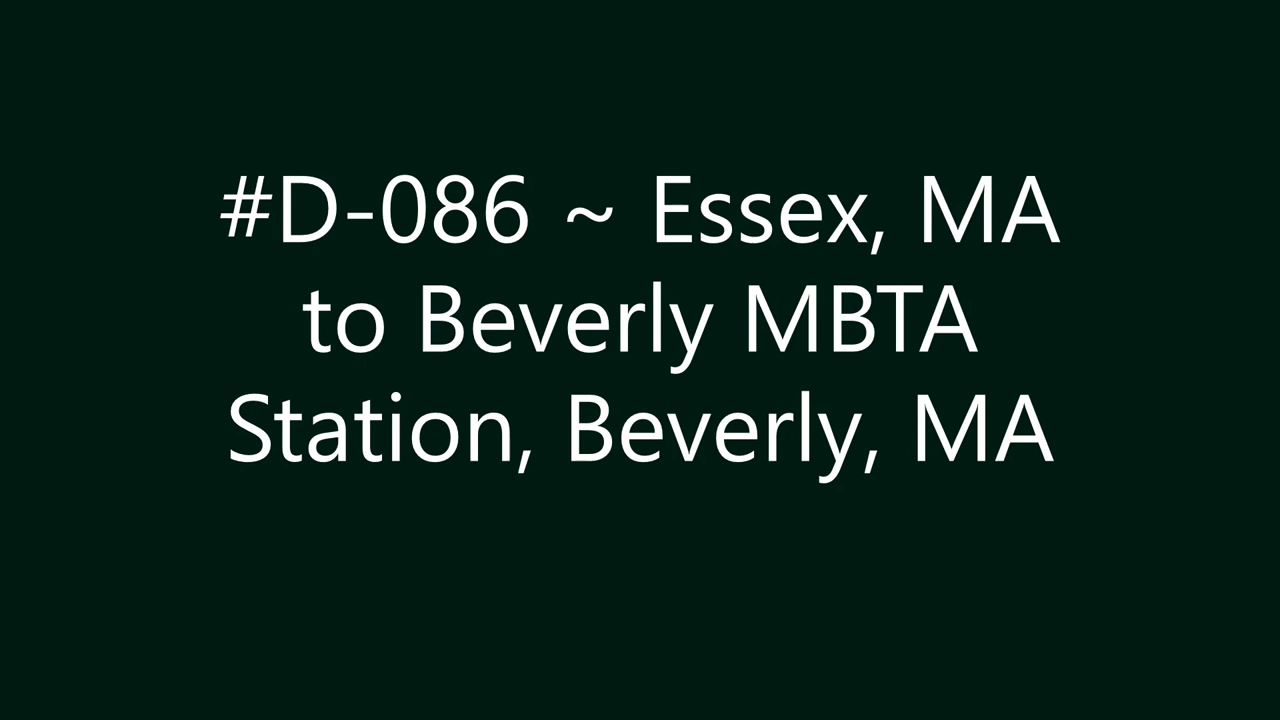 #D-086 ~ Essex, MA
to Beverly MBTA
Station, Beverly, MA